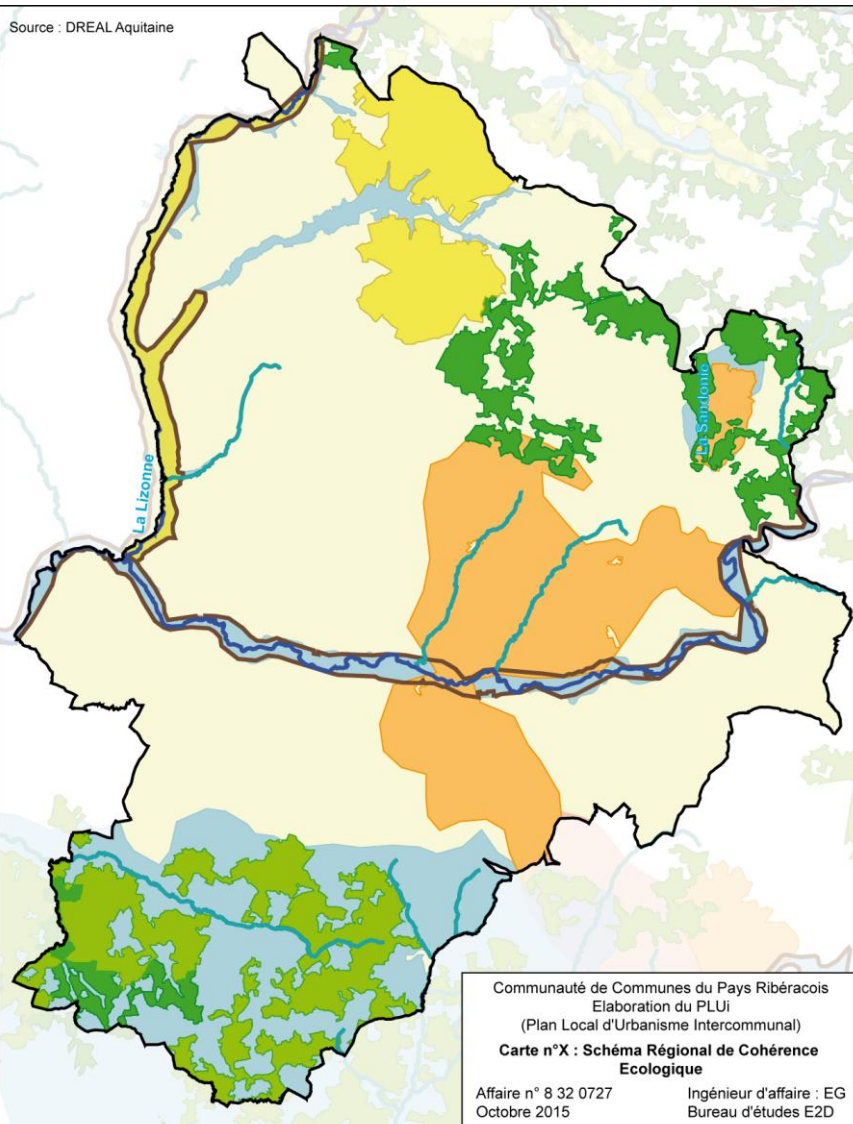 Source : DREAL Aquitaine
La Sandonie
La Lizonne
Communauté de Communes du Pays Ribéracois
Elaboration du PLUi
(Plan Local d'Urbanisme Intercommunal)
Carte n°X : Schéma Régional de Cohérence
Ecologique
Affaire n° 8 32 0727
Ingénieur d'affaire : EG
Octobre 2015
Bureau d'études E2D